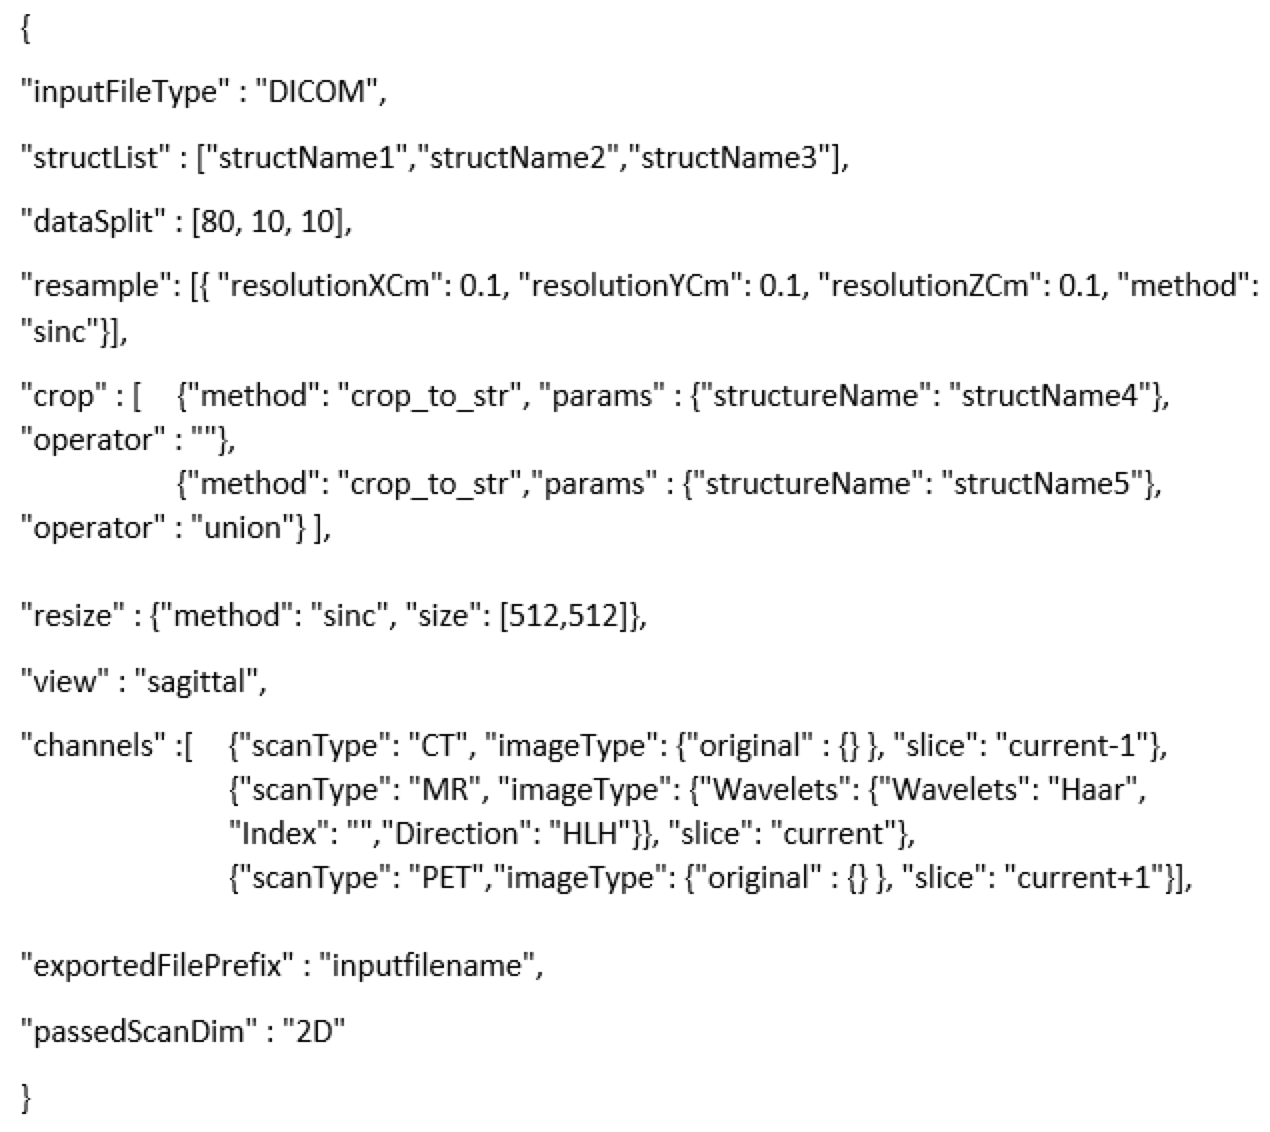 {
"inputFileType" : "DICOM",
"structList" : ["structName1","structName2","structName3"],
"dataSplit" : [80, 10, 10],
"resample": [{ "resolutionXCm": 0.1, "resolutionYCm": 0.1, "resolutionZCm": 0.1, "method":
"sinc"}],
"crop" : [ {"method": "crop_to_str", "params" : {"structureName": "structName4"},
"operator" : ""},
{"method": "crop_to_str","params" : {"structureName": "structName5"},
"operator" : "union"} ],
"resize" : {"method": "sinc", "size": [512,512]},
"view" : "sagittal",
"channels" :[ {"scanType": "CT", "imageType": {"original" : {} }, "slice": "current-1"},
{"scanType": "MR", "imageType": {"Wavelets": {"Wavelets": "Haar",
"Index": "","Direction": "HLH"}}, "slice": "current"},
{"scanType": "PET","imageType": {"original" : {} }, "slice": "current+1"}],
"exportedFilePrefix" : "inputfilename",
"passedScanDim" : "2D"
}